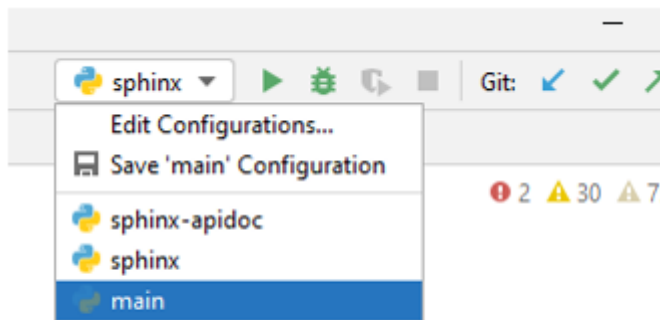 sphinx Git:
Edit Configurations...
Save 'main' Configuration
2 30 7
sphinx-apidoc
sphinx
main